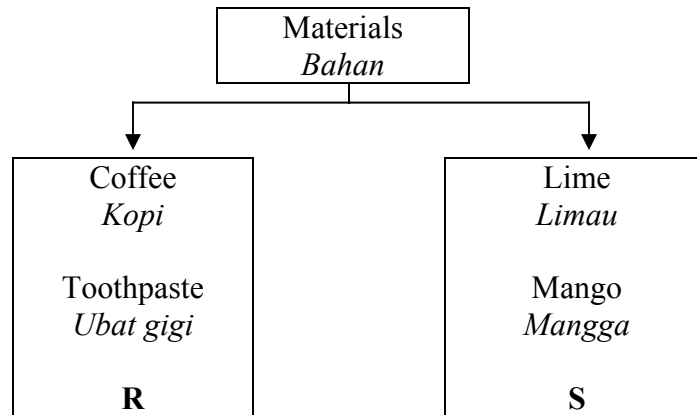 Materials
Bahan
Coffee
Kopi
Toothpaste
Ubat gigi
R
Lime
Limau
Mango
Mangga
S